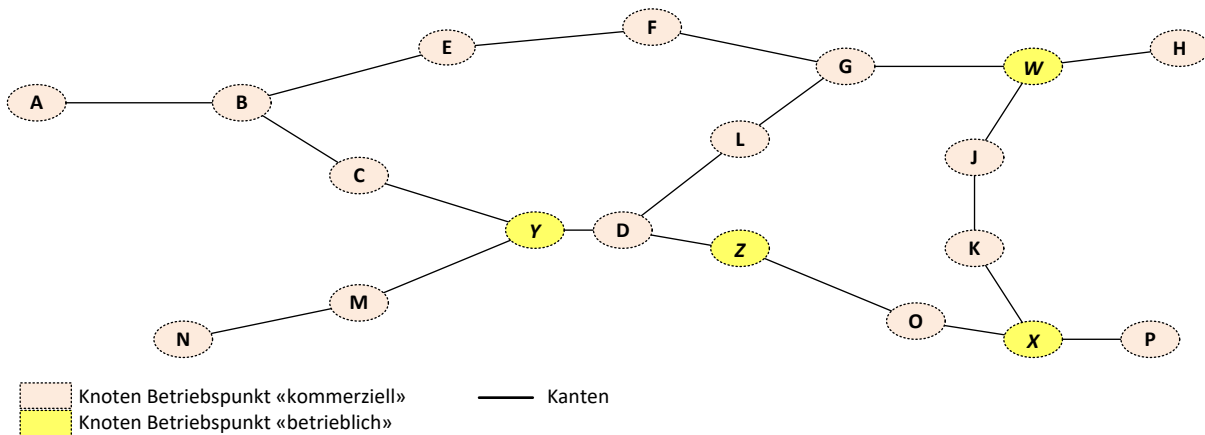 F
E
H
G
W
A
B
L
J
C
Y
D
Z
K
M
O
N
X
P
Knoten Betriebspunkt «kommerziell»
Kanten
Knoten Betriebspunkt «betrieblich»